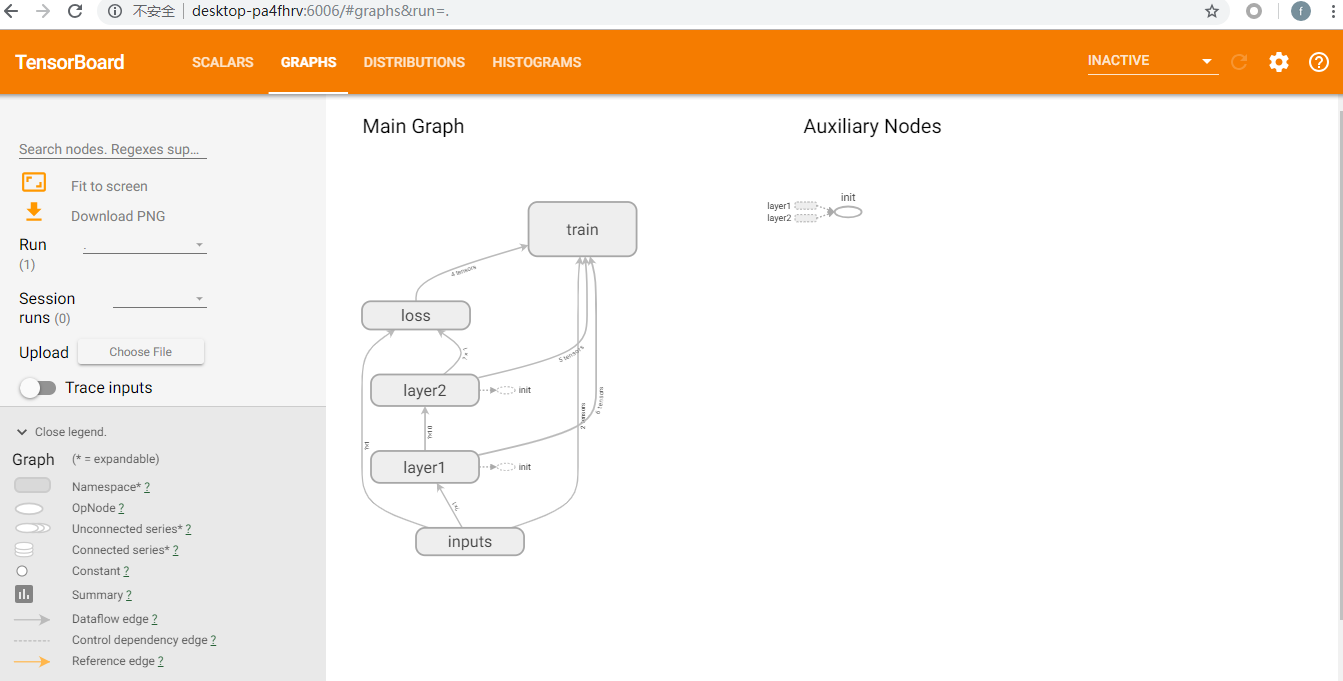 不安全 desktop-pa4fhrv:6006/#graphs&run=. f
TensorBoard SCALARS GRAPHS DISTRIBUTIONS HISTOGRAMS INACTIVE
Main Graph
Auxiliary Nodes
Search nodes. Regexes sup...
Fit to screen
Download PNG
Run
(1)
.
Session
runs (0)
Upload Choose File
Trace inputs
Close legend.
Graph (* = expandable)
Namespace* ?
OpNode ?
Unconnected series* ?
Connected series* ?
Constant ?
Summary ?
Dataflow edge ?
Control dependency edge ?
Reference edge ?
train
4 tensors
loss
5 tensors
layer2
init
6 tensors
2 tensors
layer1
init
inputs
init
layer1
layer2